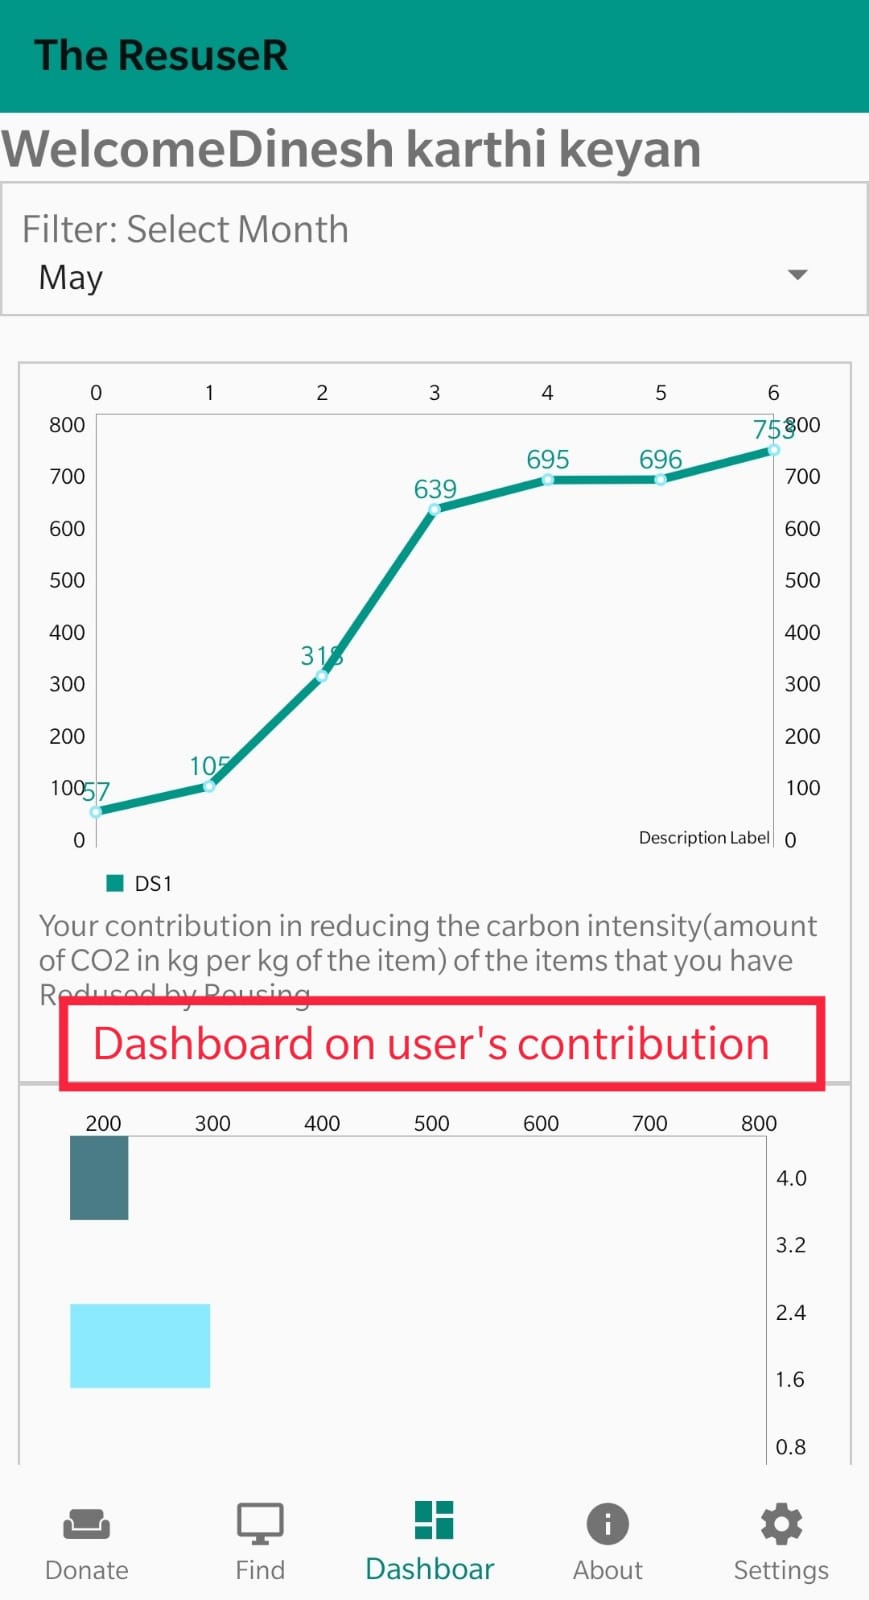 The ResuseR
WelcomeDinesh karthi keyan
Filter: Select Month
May
0 1 2 3 4 5 6
800 753 800
700 695 696 700
600 639 600
500 500
400 400
300 318 300
200 200
100 57 105 100
0 Description Label 0
DS1
Your contribution in reducing the carbon intensity(amount
of CO2 in kg per kg of the item) of the items that you have
Redused by Reusing
Dashboard on user's contribution
200 300 400 500 600 700 800
4.0
3.2
2.4
1.6
0.8
Donate Find Dashboar About Settings